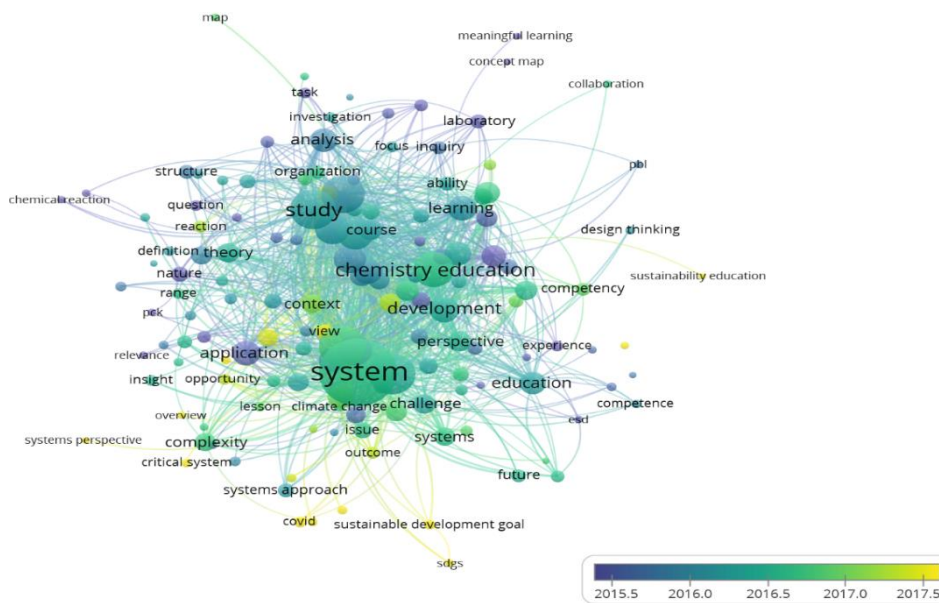 map
meaningful learning
concept map
collaboration
task
investigation
laboratory
analysis
focus
inquiry
pbl
structure
organization
ability
chemical reaction
question
study
learning
reaction
course
design thinking
definition
theory
chemistry education
sustainability education
nature
competency
range
context
development
pck
view
perspective
experience
relevance
application
system
insight
opportunity
education
lesson
climate change
challenge
competence
overview
esd
issue
systems
systems perspective
complexity
outcome
critical system
future
systems approach
covid
sustainable development goal
sdgs
2015.5 2016.0 2016.5 2017.0 2017.5